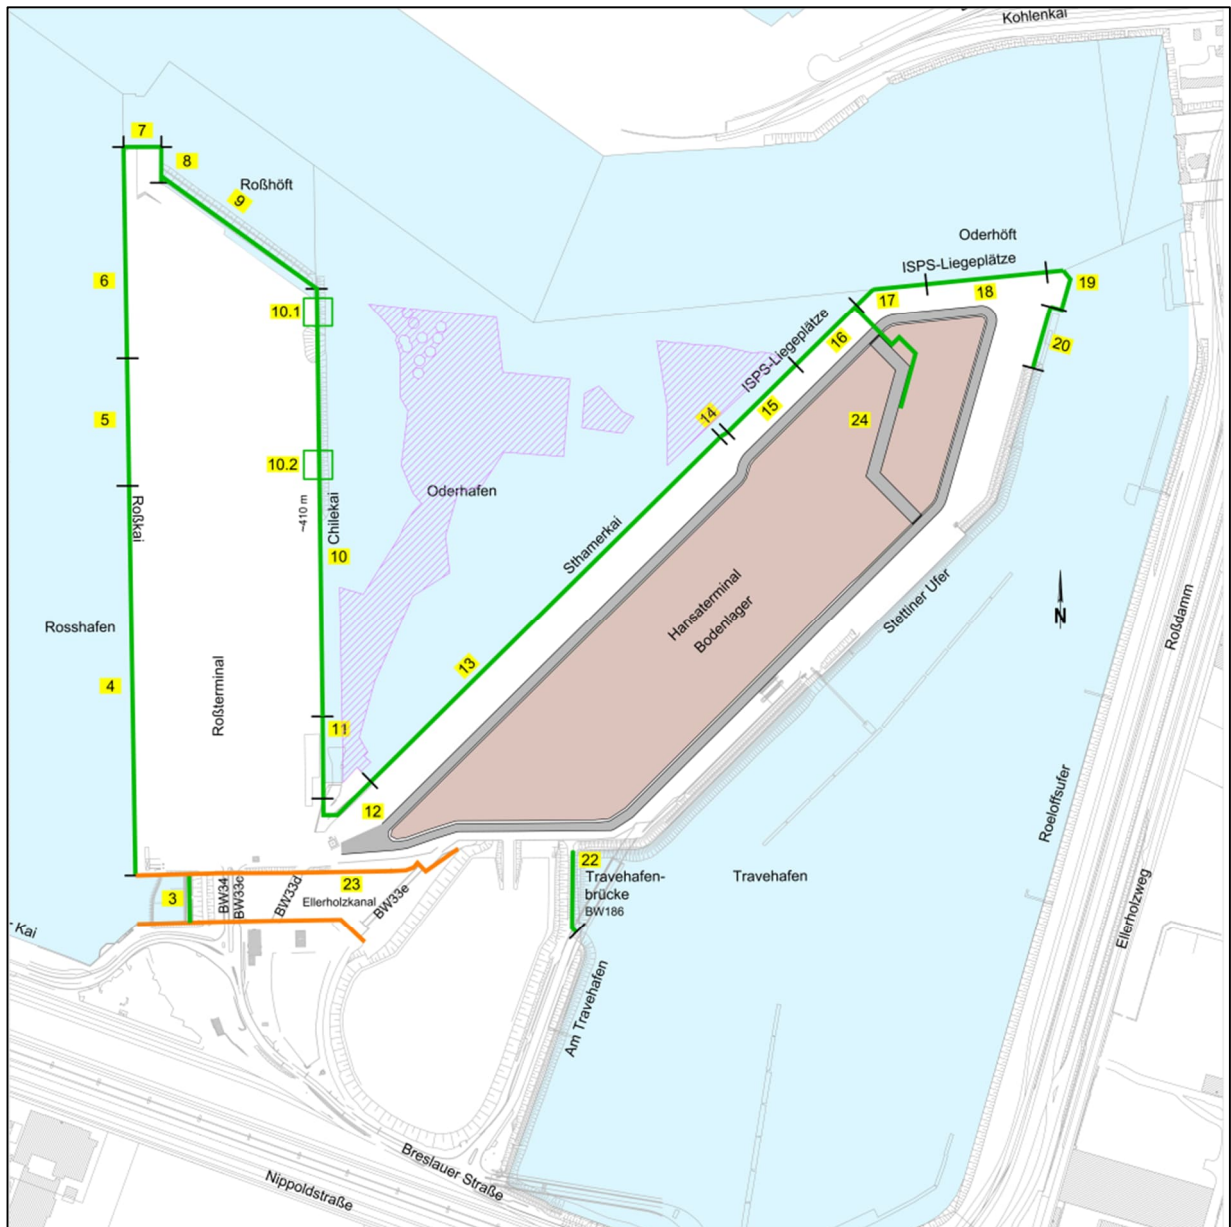 Kohlenkai
7
8
Roßhöft
9
Oderhöft
ISPS-Liegeplätze
6
10.1
17
18
19
ISPS-Liegeplätze
16
20
5
14
15
24
10.2
Oderhafen
~410 m
Chilekai
Roßkai
10
Sthamerkai
Hansaterminal
Bodenlager
Stettiner Ufer
N
Roßdamm
Rosshafen
4
Roßterminal
13
11
12
Roeloffsufer
22
Travehafen-
brücke
BW186
Travehafen
3
23
BW34
BW33c
BW33d
Ellerholzkanal
BW33e
Ellerholzweg
- Kai
Am Travehafen
Breslauer Straße
Nippoldstraße